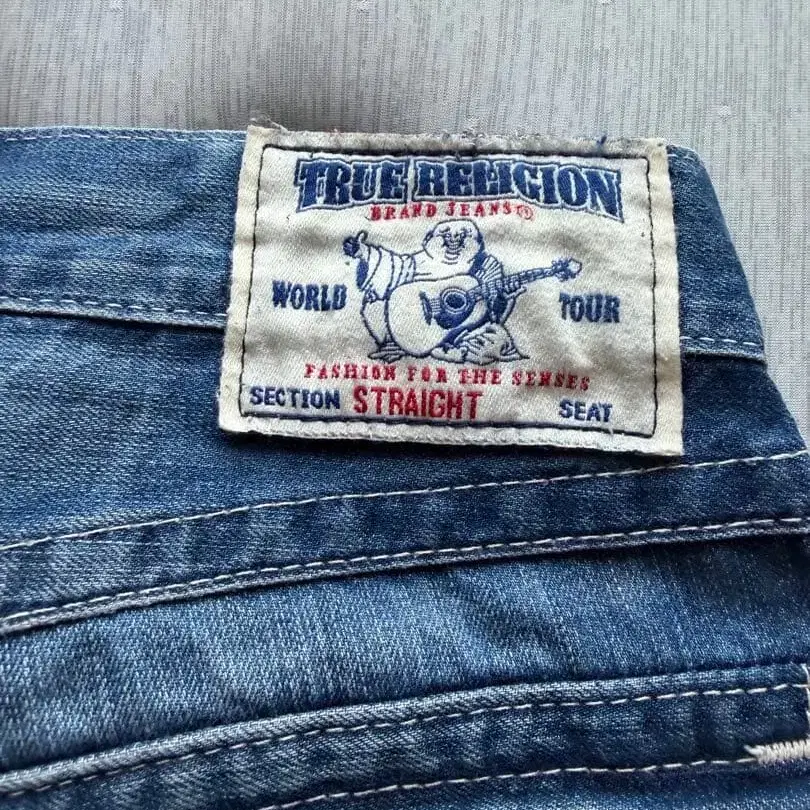 TRUE RELIGION
BRAND JEANS®
WORLD TOUR
FASHION FOR THE SENSES
SECTION STRAIGHT SEAT